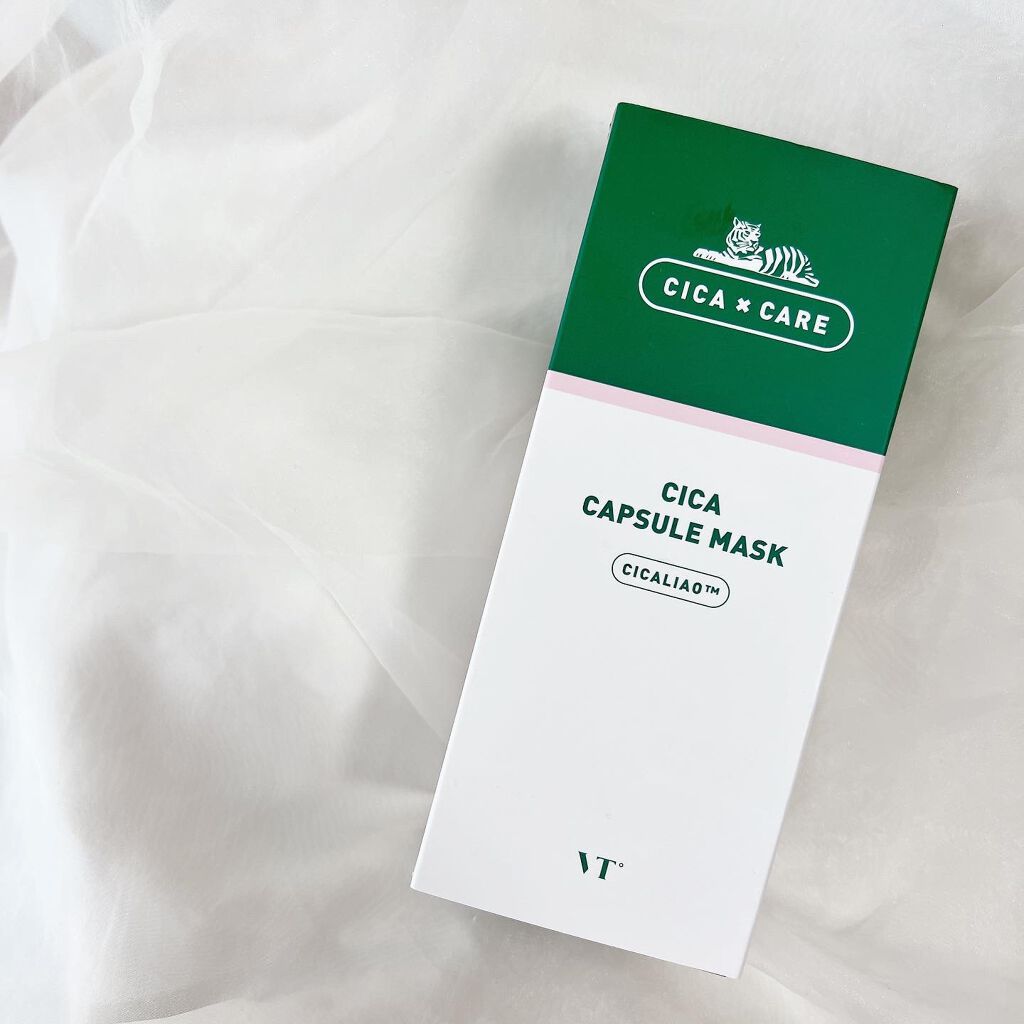 CICA × CARE
CICA
CAPSULE MASK
CICALIAO™
VT°